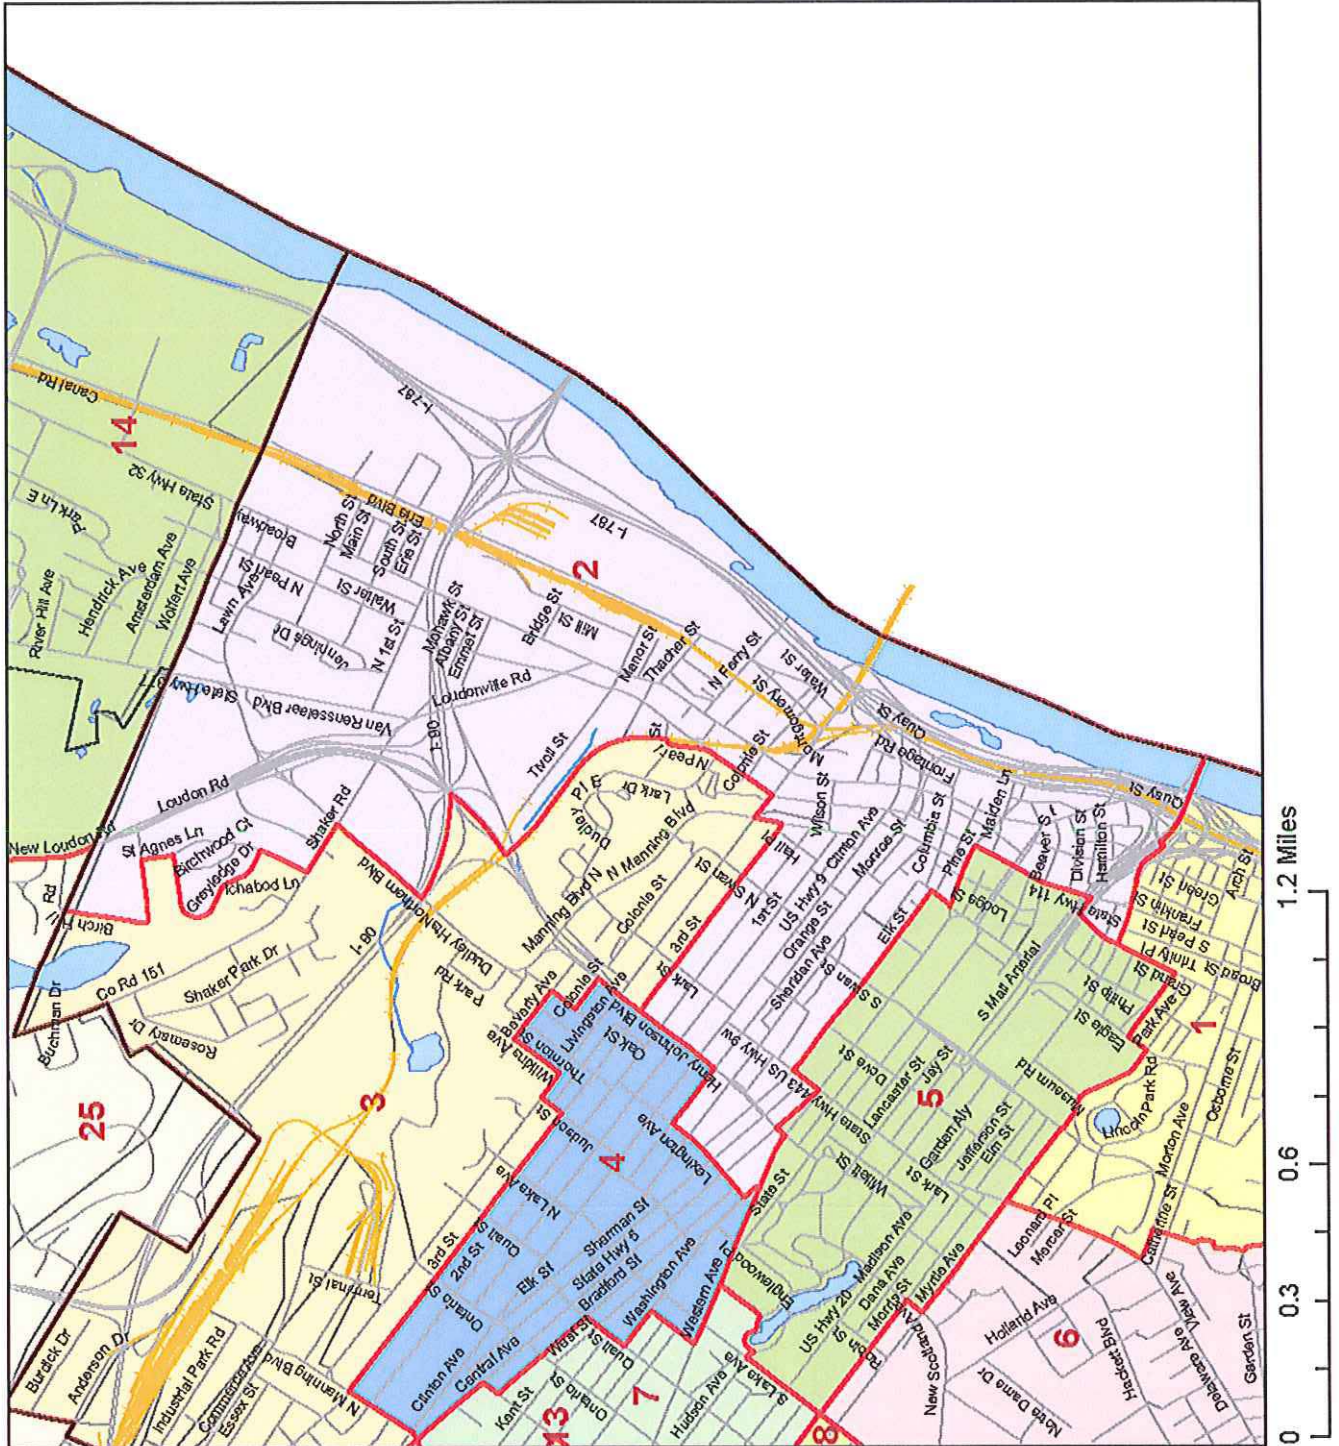 Canal Rd
14
State Hwy S2
Park Ln E
River Hill Ave
Hendrick Ave
Amsterdam Ave
Wolfert Ave
I-787
Broadway
North St
Main St
South St
Erie St
Erie Blvd
N Pearl St
Lawn Ave
Walter St
Jennings Dr
N 1st St
Mohawk St
Albany St
Emmet St
Bridge St
Mill St
2
I-787
State Hwy 377
Van Rensselaer Blvd
Loudonville Rd
I-90
Manor St
Thacher St
N Ferry St
Water St
Montgomery St
Tivoli St
N Pearl St
Colonie St
Montgomery
Quay St
Frontage Rd
Loudon Rd
New Loudon Rd
St Agnes Ln
Birchwood Ct
Greyledge Dr
Ichabod Ln
Shaker Rd
Northern Blvd
Birch Hill Rd
Dudley Pl E
Lark Dr
N Manning Blvd
Manning Blvd N
Colonie St
N Swan St
3rd St
Hall Pl
Wilson St
1st St
US Hwy 9
Clinton Ave
Orange St
Monroe St
Sheridan Ave
Columbia St
Pine St
Maiden Ln
Beaver St
Division St
Hamilton St
Quay St
Arch St
Elk St
Lodge St
State Hwy 114
Green St
Franklin St
S Pearl St
Trinity Pl
Broad St
Grand St
Philip St
Eagle St
Park Ave
1
S Mall Arterial
S Swan St
Lark St
Co Rd 151
Shaker Park Dr
I-90
Dudley Hts
Park Rd
Beverly Ave
Colonie St
Livingston Ave
Wilkins Ave
Thornton St
Oak St
Henry Johnson Blvd
US Hwy 9W
State Hwy 443
Buchman Dr
Rosemary Dr
25
3
Judson St
4
Lexington Ave
N Lake Ave
Dove St
Lancaster St
Jay St
5
Garden Aly
Jefferson St
Elm St
Museum Rd
Lincoln Park Rd
Morton Ave
Osborne St
Willett St
Lark St
State St
Englewood Pl
3rd St
2nd St
Quail St
Elk St
Sherman St
State Hwy 5
Bradford St
Washington Ave
Western Ave
Ontario St
Terminal St
Clinton Ave
Central Ave
West St
Quail St
Ontario St
Kent St
13
7
Hudson Ave
S Lake Ave
US Hwy 20
Madison Ave
Dana Ave
Morris St
Myrtle Ave
Robin St
New Scotland Ave
8
Leonard Pl
Mercer St
Catherine St
Holland Ave
6
Hackett Blvd
Notre Dame Dr
Delaware Ave
View Ave
Garden St
Burdick Dr
Anderson Dr
Industrial Park Rd
Commerce Ave
Essex St
N Manning Blvd
0 0.3 0.6 1.2 Miles